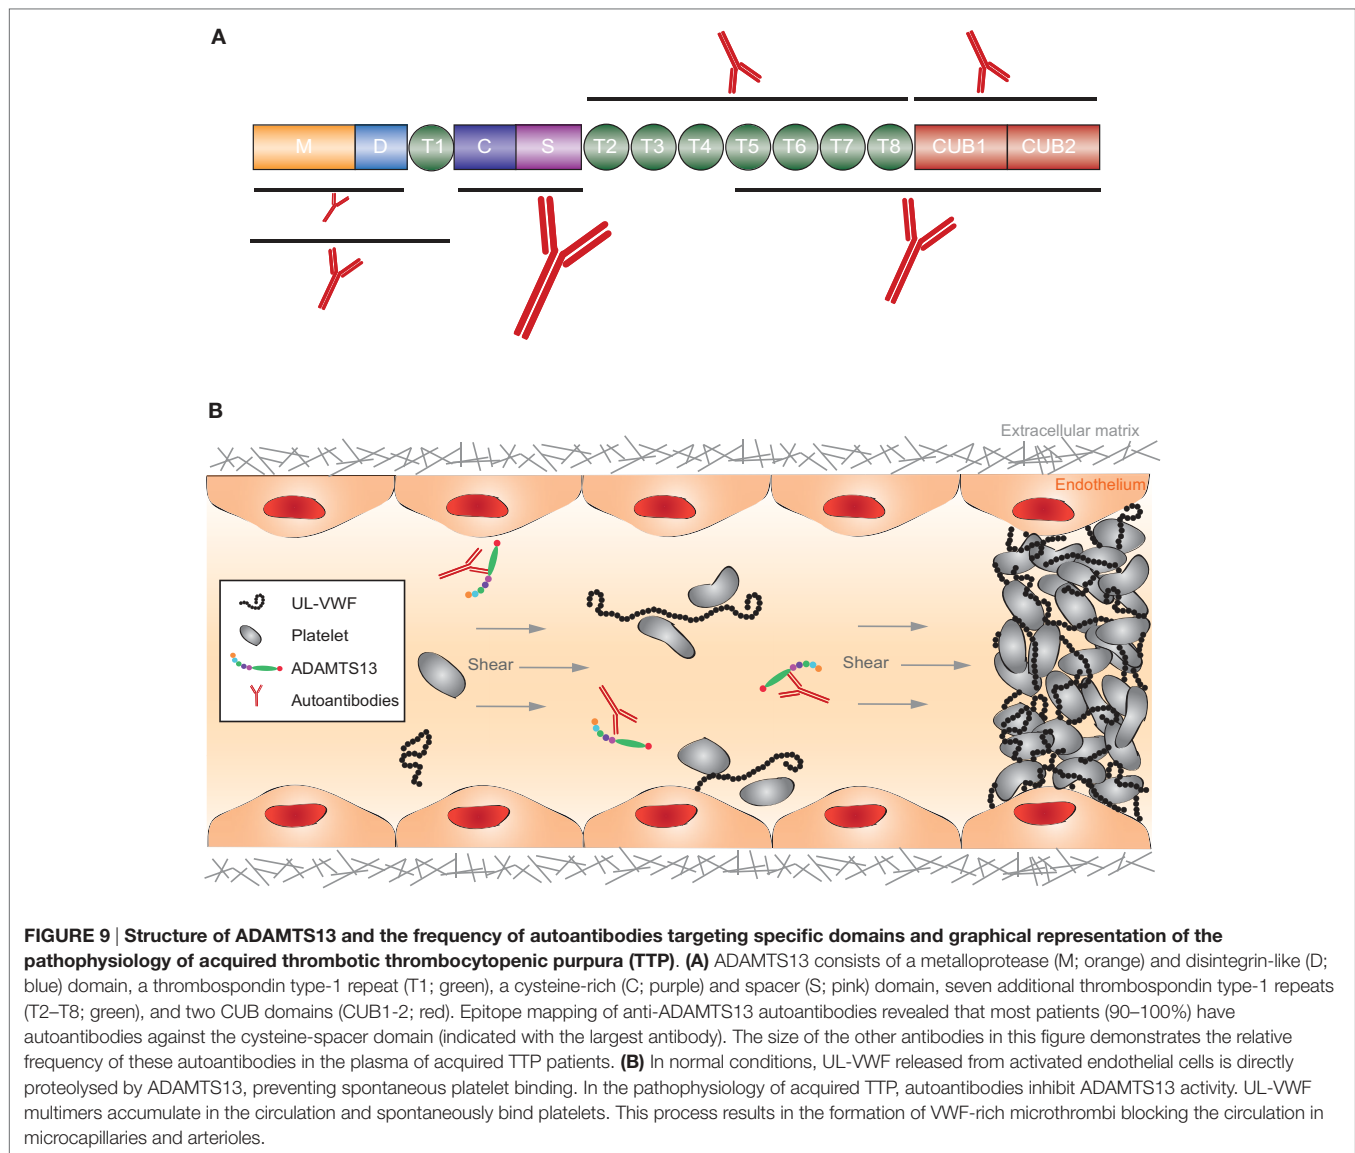 A
M D T1 C S T2 T3 T4 T5 T6 T7 T8 CUB1 CUB2
B
Extracellular matrix
Endothelium
UL-VWF
Platelet
ADAMTS13
Autoantibodies
Shear
Shear
FIGURE 9 | Structure of ADAMTS13 and the frequency of autoantibodies targeting specific domains and graphical representation of the
pathophysiology of acquired thrombotic thrombocytopenic purpura (TTP). (A) ADAMTS13 consists of a metalloprotease (M; orange) and disintegrin-like (D;
blue) domain, a thrombospondin type-1 repeat (T1; green), a cysteine-rich (C; purple) and spacer (S; pink) domain, seven additional thrombospondin type-1 repeats
(T2–T8; green), and two CUB domains (CUB1-2; red). Epitope mapping of anti-ADAMTS13 autoantibodies revealed that most patients (90–100%) have
autoantibodies against the cysteine-spacer domain (indicated with the largest antibody). The size of the other antibodies in this figure demonstrates the relative
frequency of these autoantibodies in the plasma of acquired TTP patients. (B) In normal conditions, UL-VWF released from activated endothelial cells is directly
proteolysed by ADAMTS13, preventing spontaneous platelet binding. In the pathophysiology of acquired TTP, autoantibodies inhibit ADAMTS13 activity. UL-VWF
multimers accumulate in the circulation and spontaneously bind platelets. This process results in the formation of VWF-rich microthrombi blocking the circulation in
microcapillaries and arterioles.